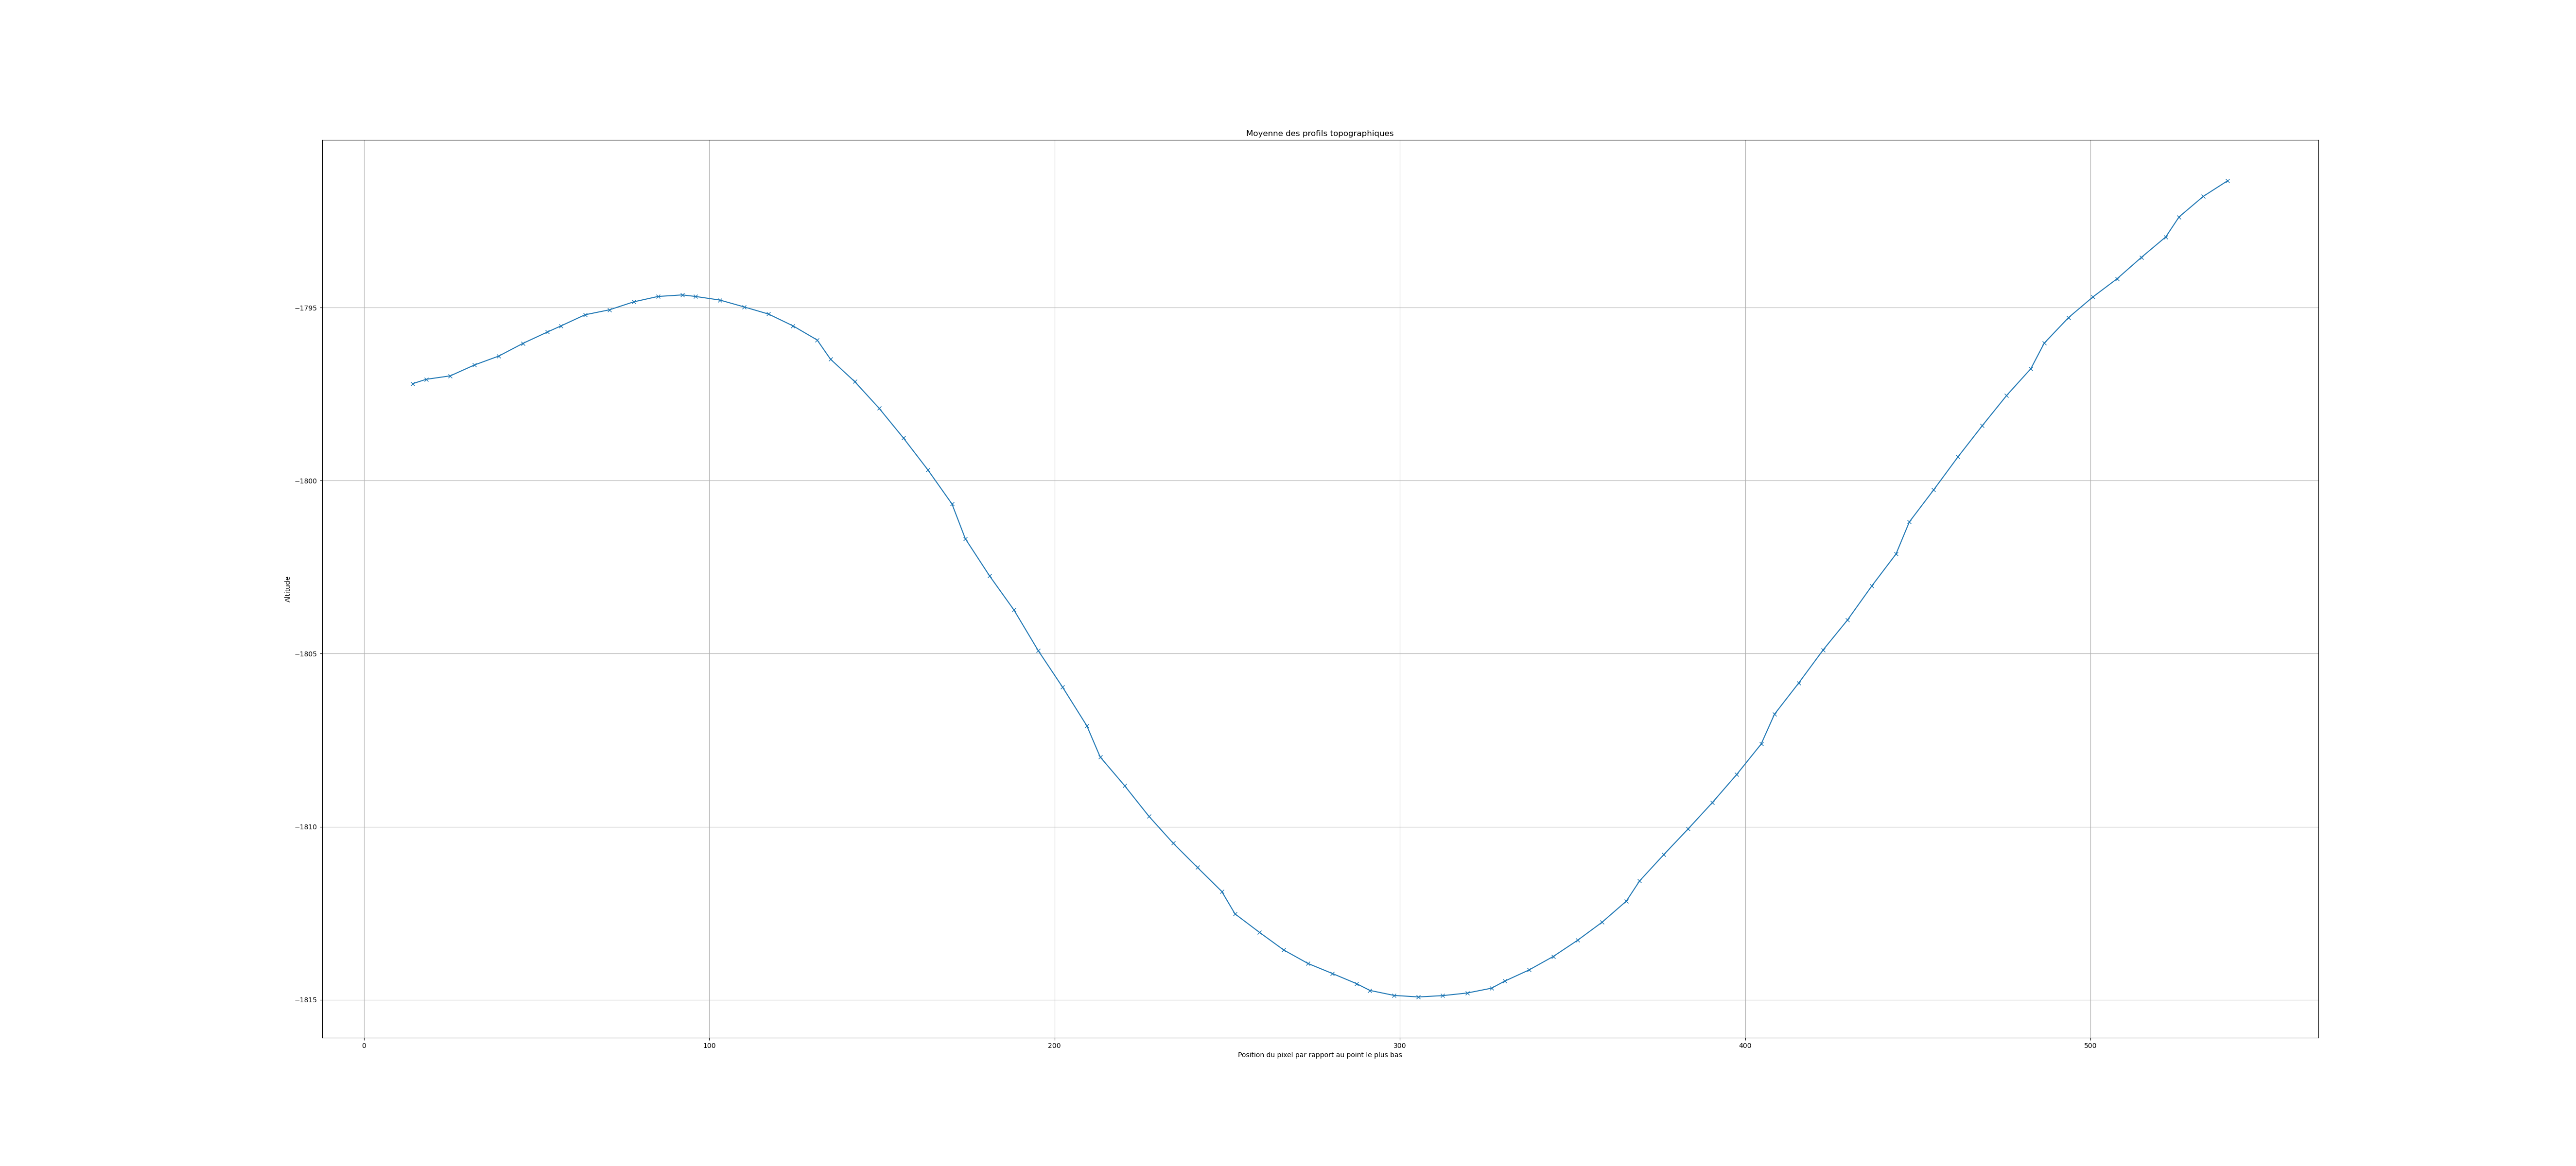 Moyenne des profils topographiques
−1795
−1800
−1805
−1810
−1815
Altitude
0 100 200 300 400 500
Position du pixel par rapport au point le plus bas